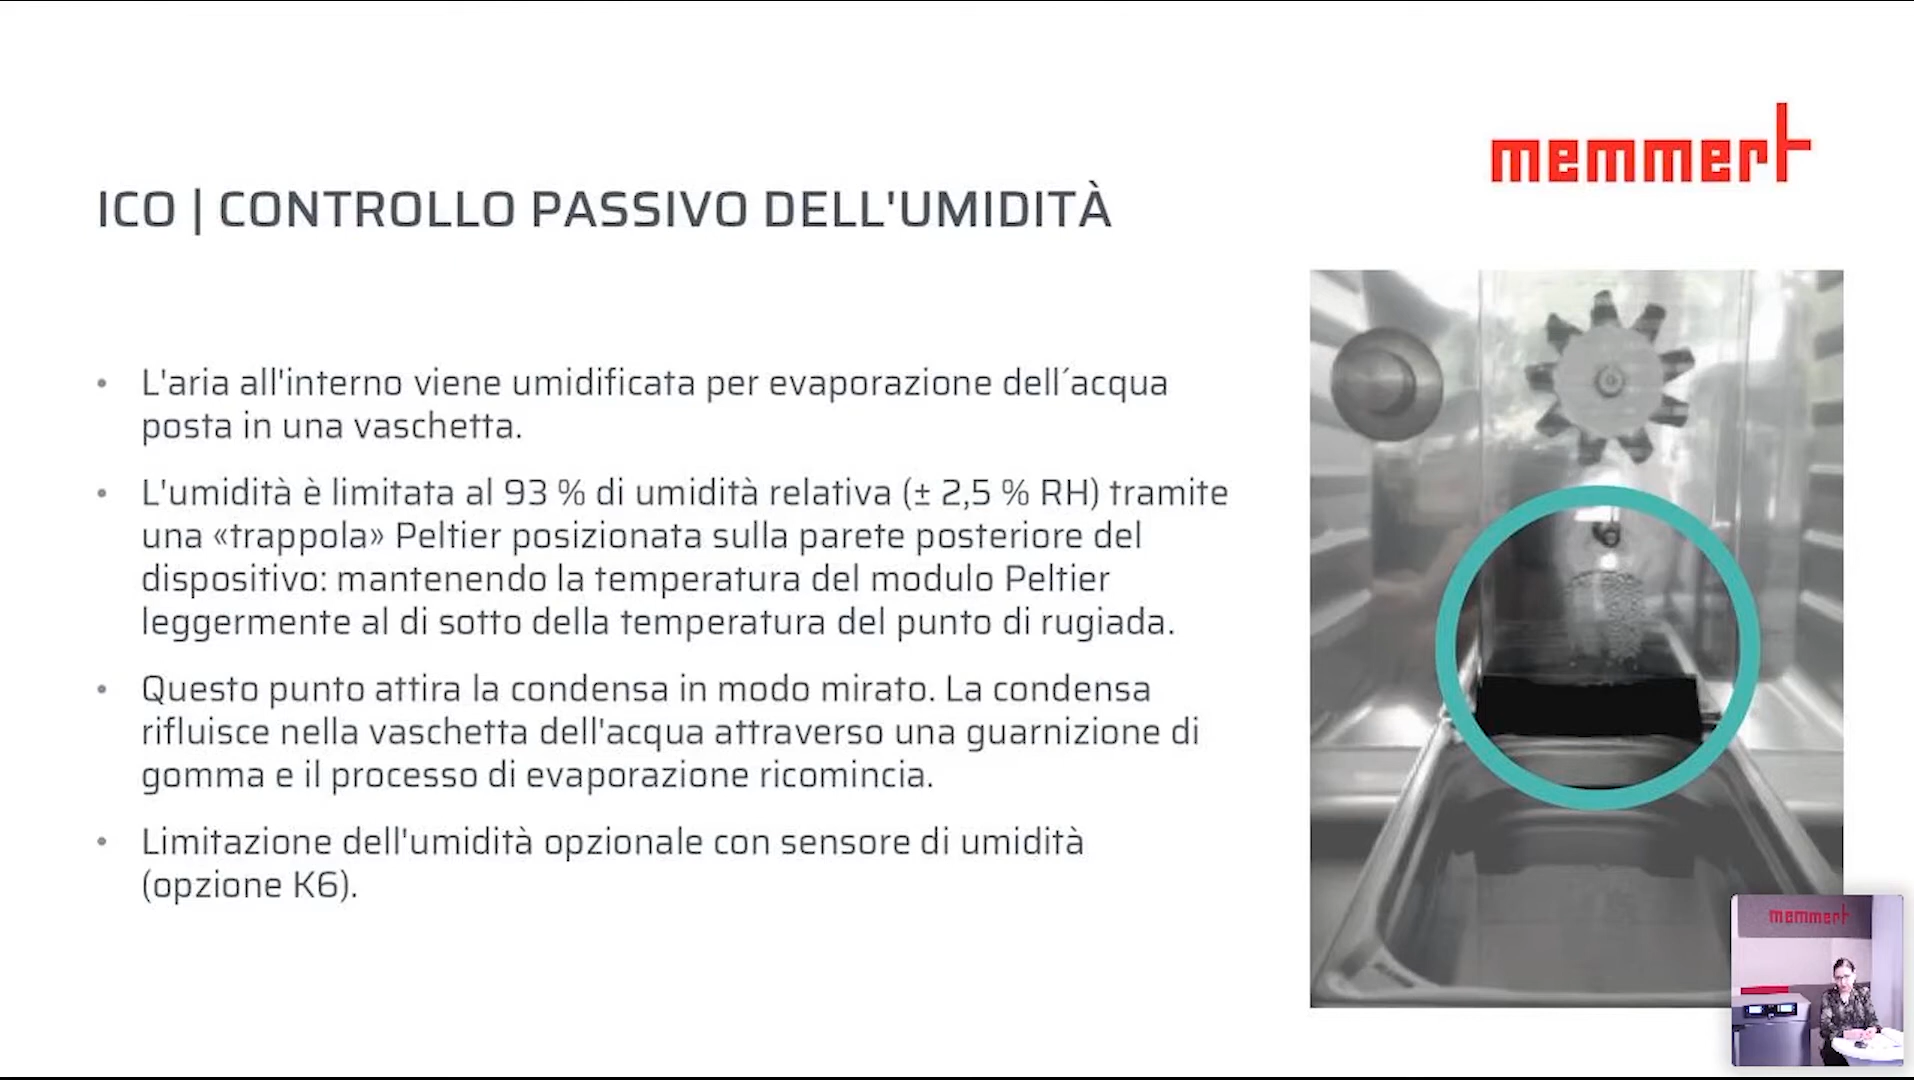 memmert
ICO | CONTROLLO PASSIVO DELL'UMIDITÀ
• L'aria all'interno viene umidificata per evaporazione dell´acqua
posta in una vaschetta.
• L'umidità è limitata al 93 % di umidità relativa (± 2,5 % RH) tramite
una «trappola» Peltier posizionata sulla parete posteriore del
dispositivo: mantenendo la temperatura del modulo Peltier
leggermente al di sotto della temperatura del punto di rugiada.
• Questo punto attira la condensa in modo mirato. La condensa
rifluisce nella vaschetta dell'acqua attraverso una guarnizione di
gomma e il processo di evaporazione ricomincia.
• Limitazione dell'umidità opzionale con sensore di umidità
(opzione K6).
memmert